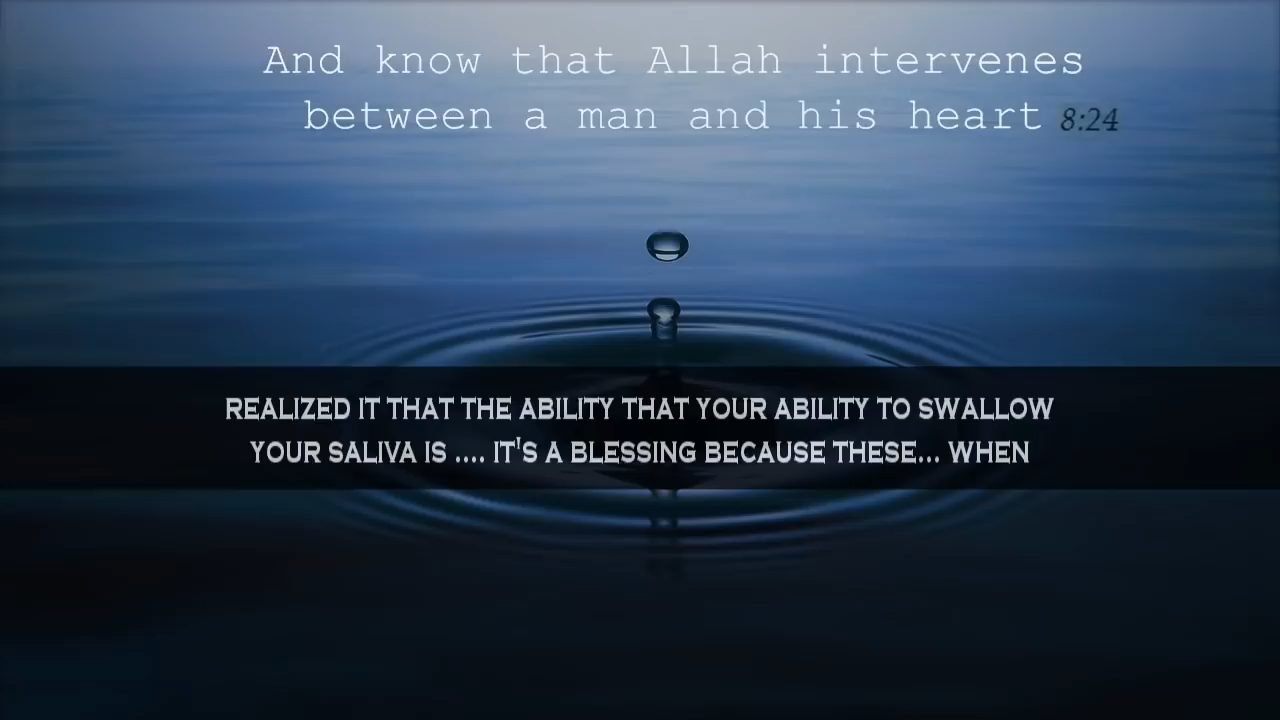 And know that Allah intervenes
between a man and his heart 8:24
REALIZED IT THAT THE ABILITY THAT YOUR ABILITY TO SWALLOW
YOUR SALIVA IS .... IT'S A BLESSING BECAUSE THESE... WHEN